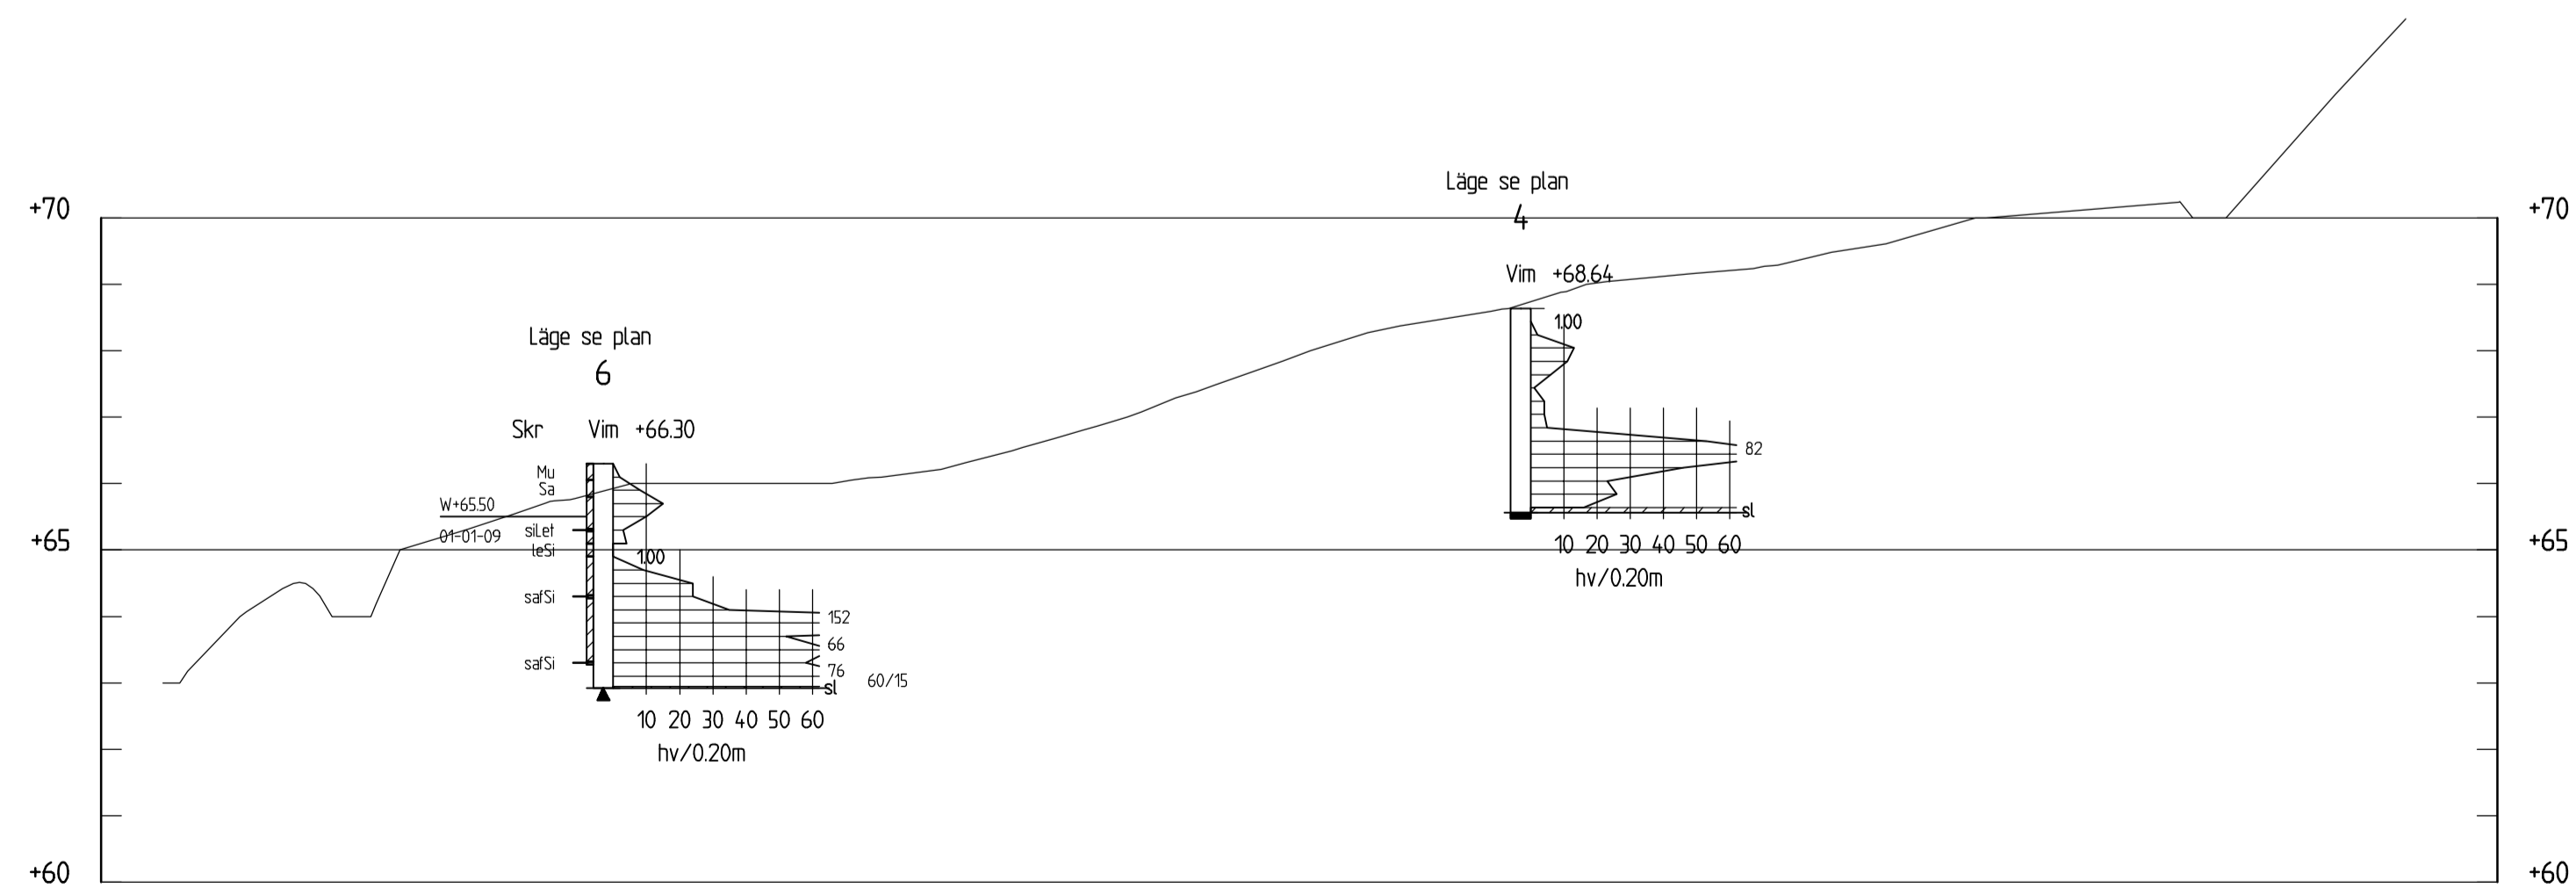 Läge se plan
+70
4
+70
Vim +68.64
1.00
Läge se plan
6
Skr Vim +66.30
82
Mu
Sa
W+65.50
sl
01-01-09
siLet
+65
leSi
1.00
10 20 30 40 50 60
+65
hv/0.20m
safSi
152
66
safSi
76
60/15
sl
10 20 30 40 50 60
hv/0.20m
+60
+60